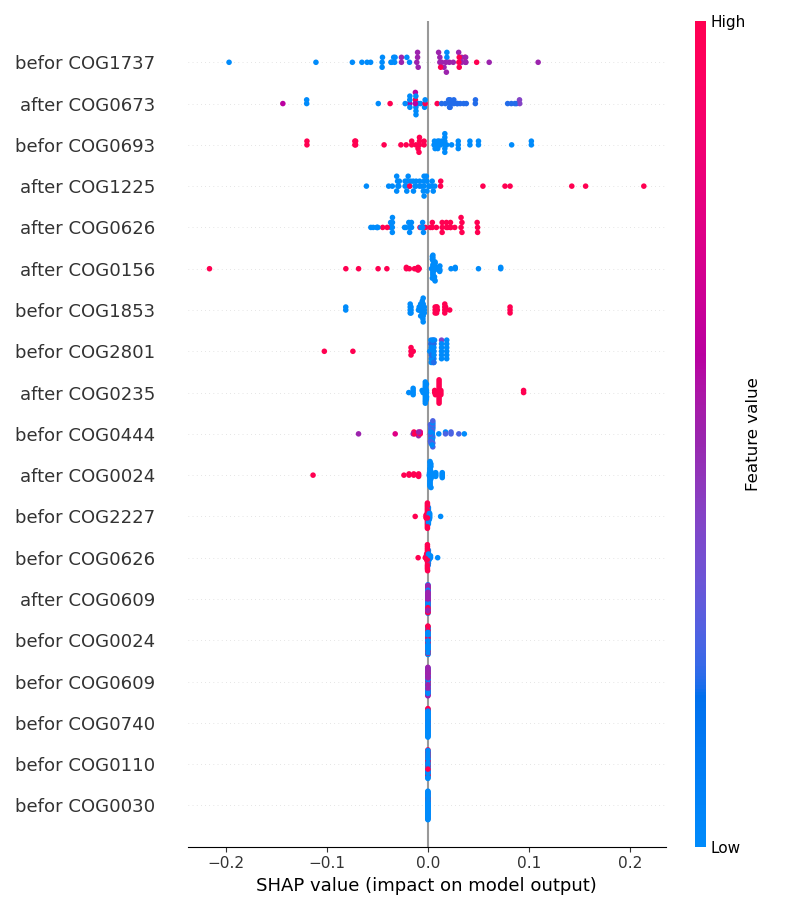 High
befor COG1737
after COG0673
befor COG0693
after COG1225
after COG0626
after COG0156
befor COG1853
befor COG2801
after COG0235
befor COG0444
after COG0024
befor COG2227
befor COG0626
after COG0609
befor COG0024
befor COG0609
befor COG0740
befor COG0110
befor COG0030
Feature value
Low
−0.2 −0.1 0.0 0.1 0.2
SHAP value (impact on model output)